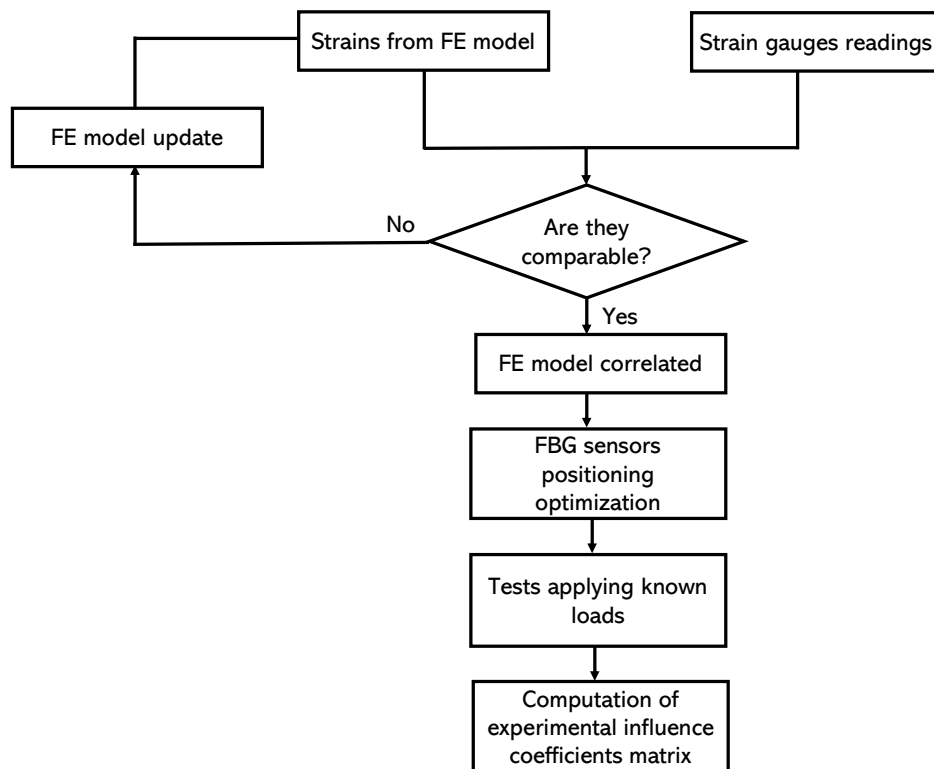 Strains from FE model
Strain gauges readings
FE model update
No
Are they
comparable?
Yes
FE model correlated
FBG sensors
positioning
optimization
Tests applying known
loads
Computation of
experimental influence
coefficients matrix